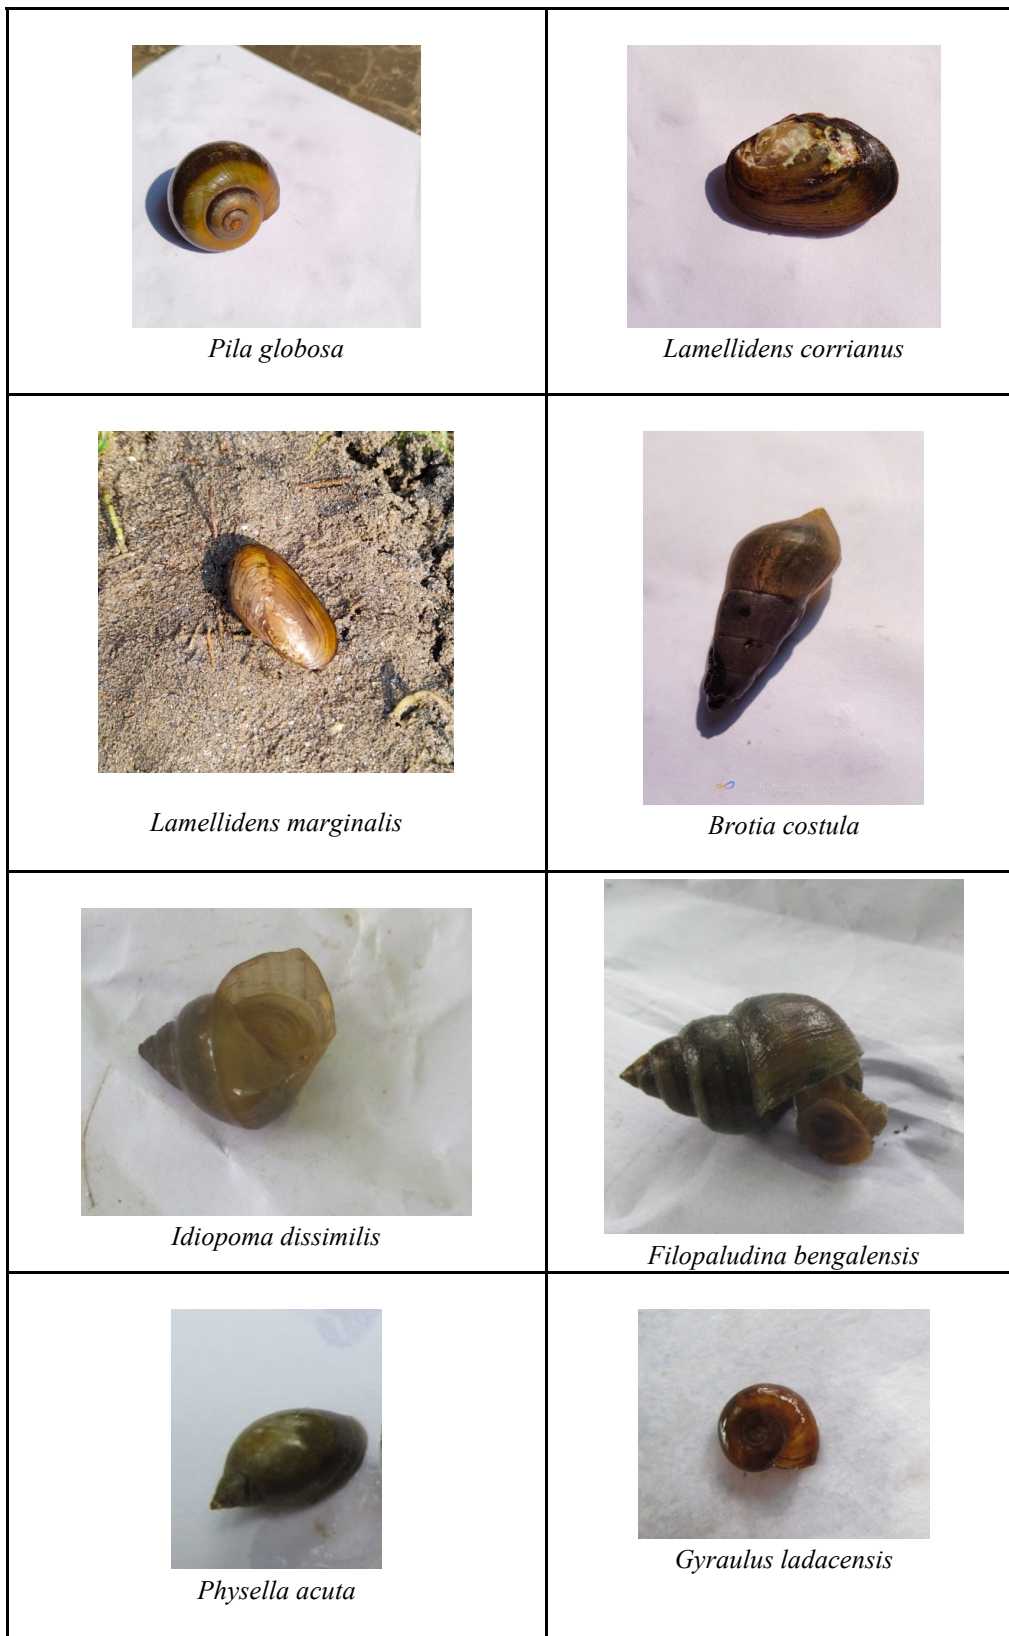 Pila globosa
Lamellidens corrianus
Lamellidens marginalis
Brotia costula
Idiopoma dissimilis
Filopaludina bengalensis
Physella acuta
Gyraulus ladacensis